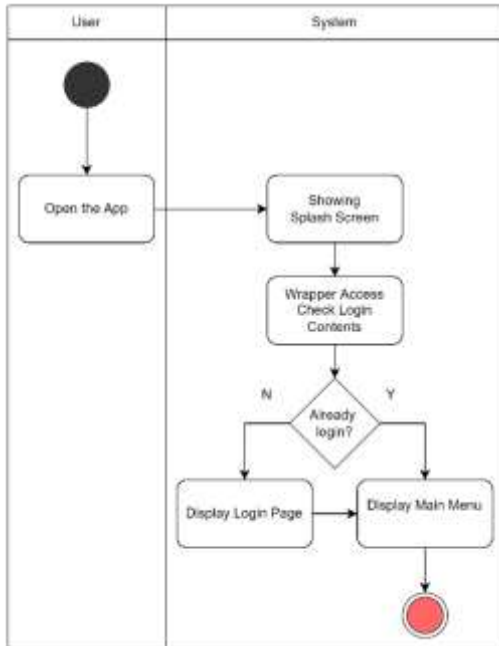 User
System
Open the App
Showing
Splash Screen
Wrapper Access
Check Login
Contents
N
Y
Already
login?
Display Login Page
Display Main Menu